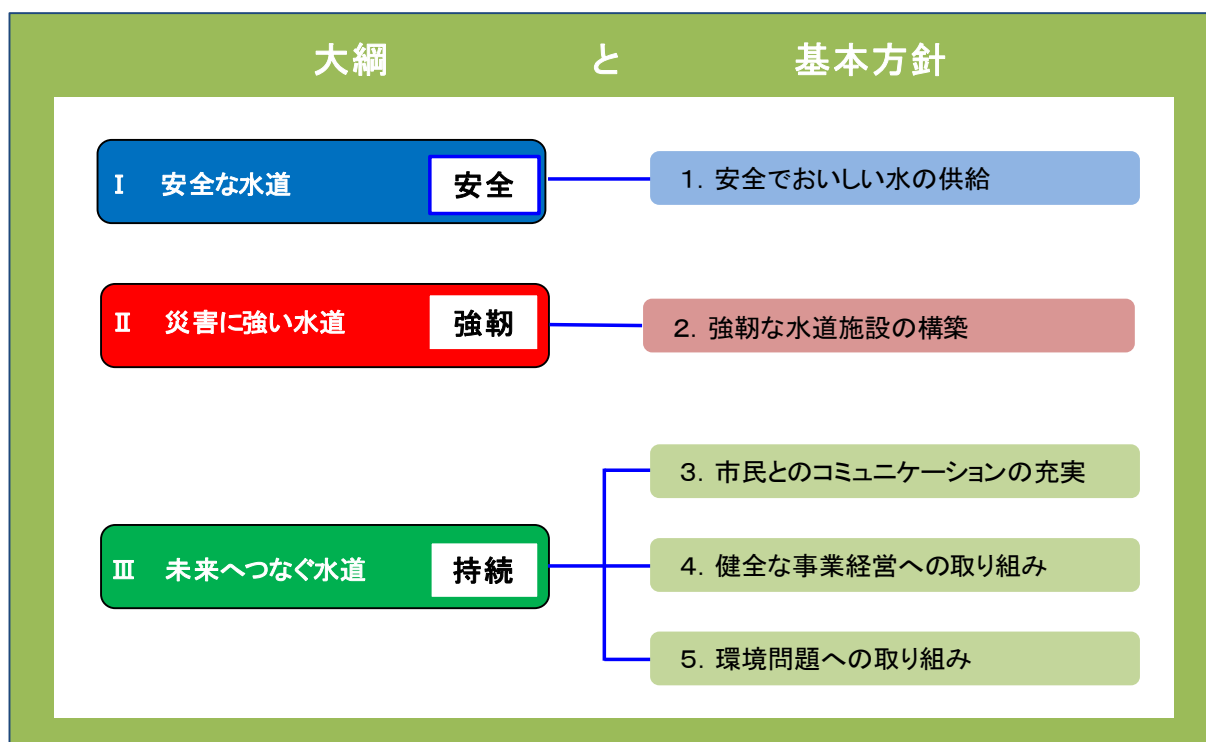 大綱 と 基本方針
Ⅰ 安全な水道 安全
1．安全でおいしい水の供給
Ⅱ 災害に強い水道 強靭
2．強靭な水道施設の構築
Ⅲ 未来へつなぐ水道 持続
3．市民とのコミュニケーションの充実
4．健全な事業経営への取り組み
5．環境問題への取り組み